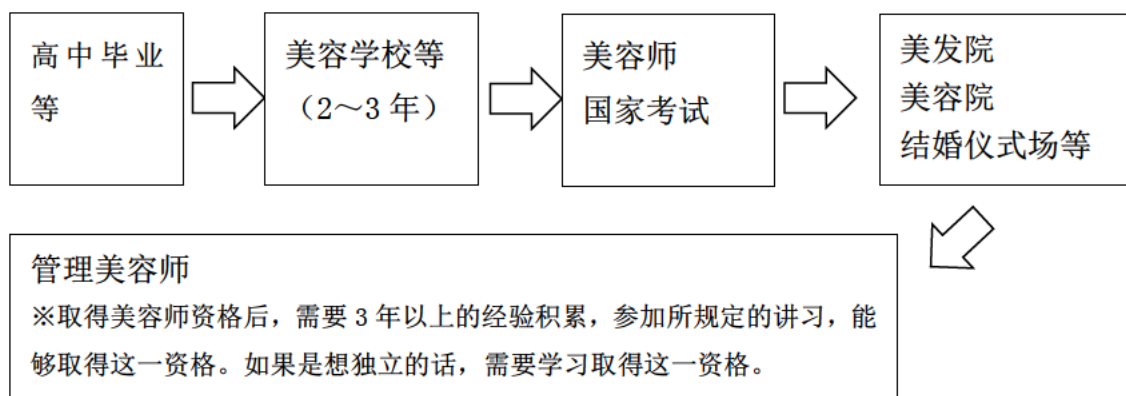 高中毕业
等
美容学校等
（2～3 年）
美容师
国家考试
美发院
美容院
结婚仪式场等
管理美容师
※取得美容师资格后，需要 3 年以上的经验积累，参加所规定的讲习，能
够取得这一资格。如果是想独立的话，需要学习取得这一资格。